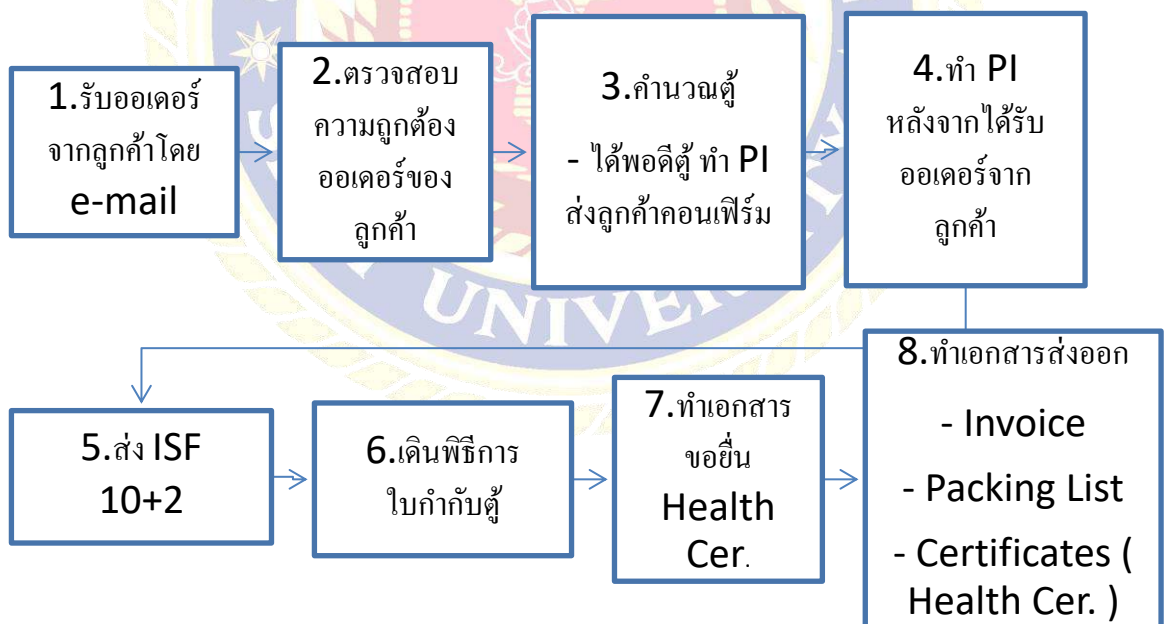 1.รับออเดอร์
จากลูกค้าโดย
e-mail
2.ตรวจสอบ
ความถูกต้อง
ออเดอร์ของ
ลูกค้า
3.คำนวณตู้
- ได้พอดีตู้ ทำ PI
ส่งลูกค้าคอนเฟิร์ม
4.ทำ PI
หลังจากได้รับ
ออเดอร์จาก
ลูกค้า
5.ส่ง ISF
10+2
6.เดินพิธีการ
ใบกำกับตู้
7.ทำเอกสาร
ขอยื่น
Health
Cer.
8.ทำเอกสารส่งออก
- Invoice
- Packing List
- Certificates (
Health Cer. )